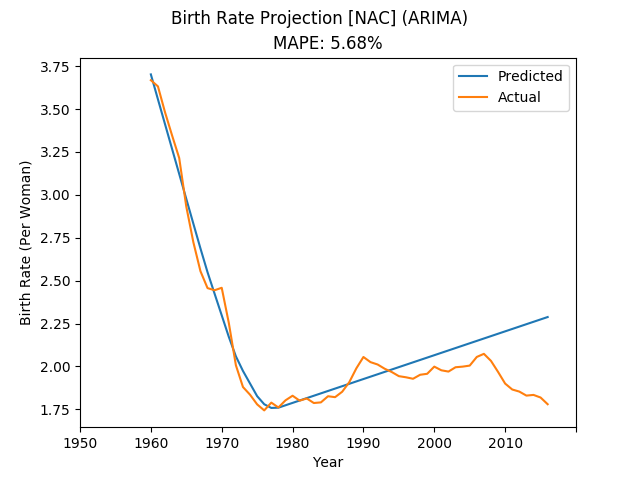 Birth Rate Projection [NAC] (ARIMA)
MAPE: 5.68%
Predicted
Actual
3.75
3.50
3.25
3.00
2.75
2.50
2.25
2.00
1.75
Birth Rate (Per Woman)
1950 1960 1970 1980 1990 2000 2010
Year